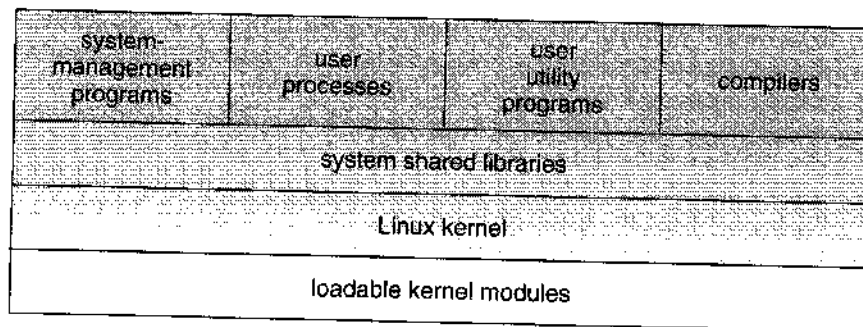 system-
management
programs
user
processes
user
utility
programs
compilers
system shared libraries
Linux kernel
loadable kernel modules